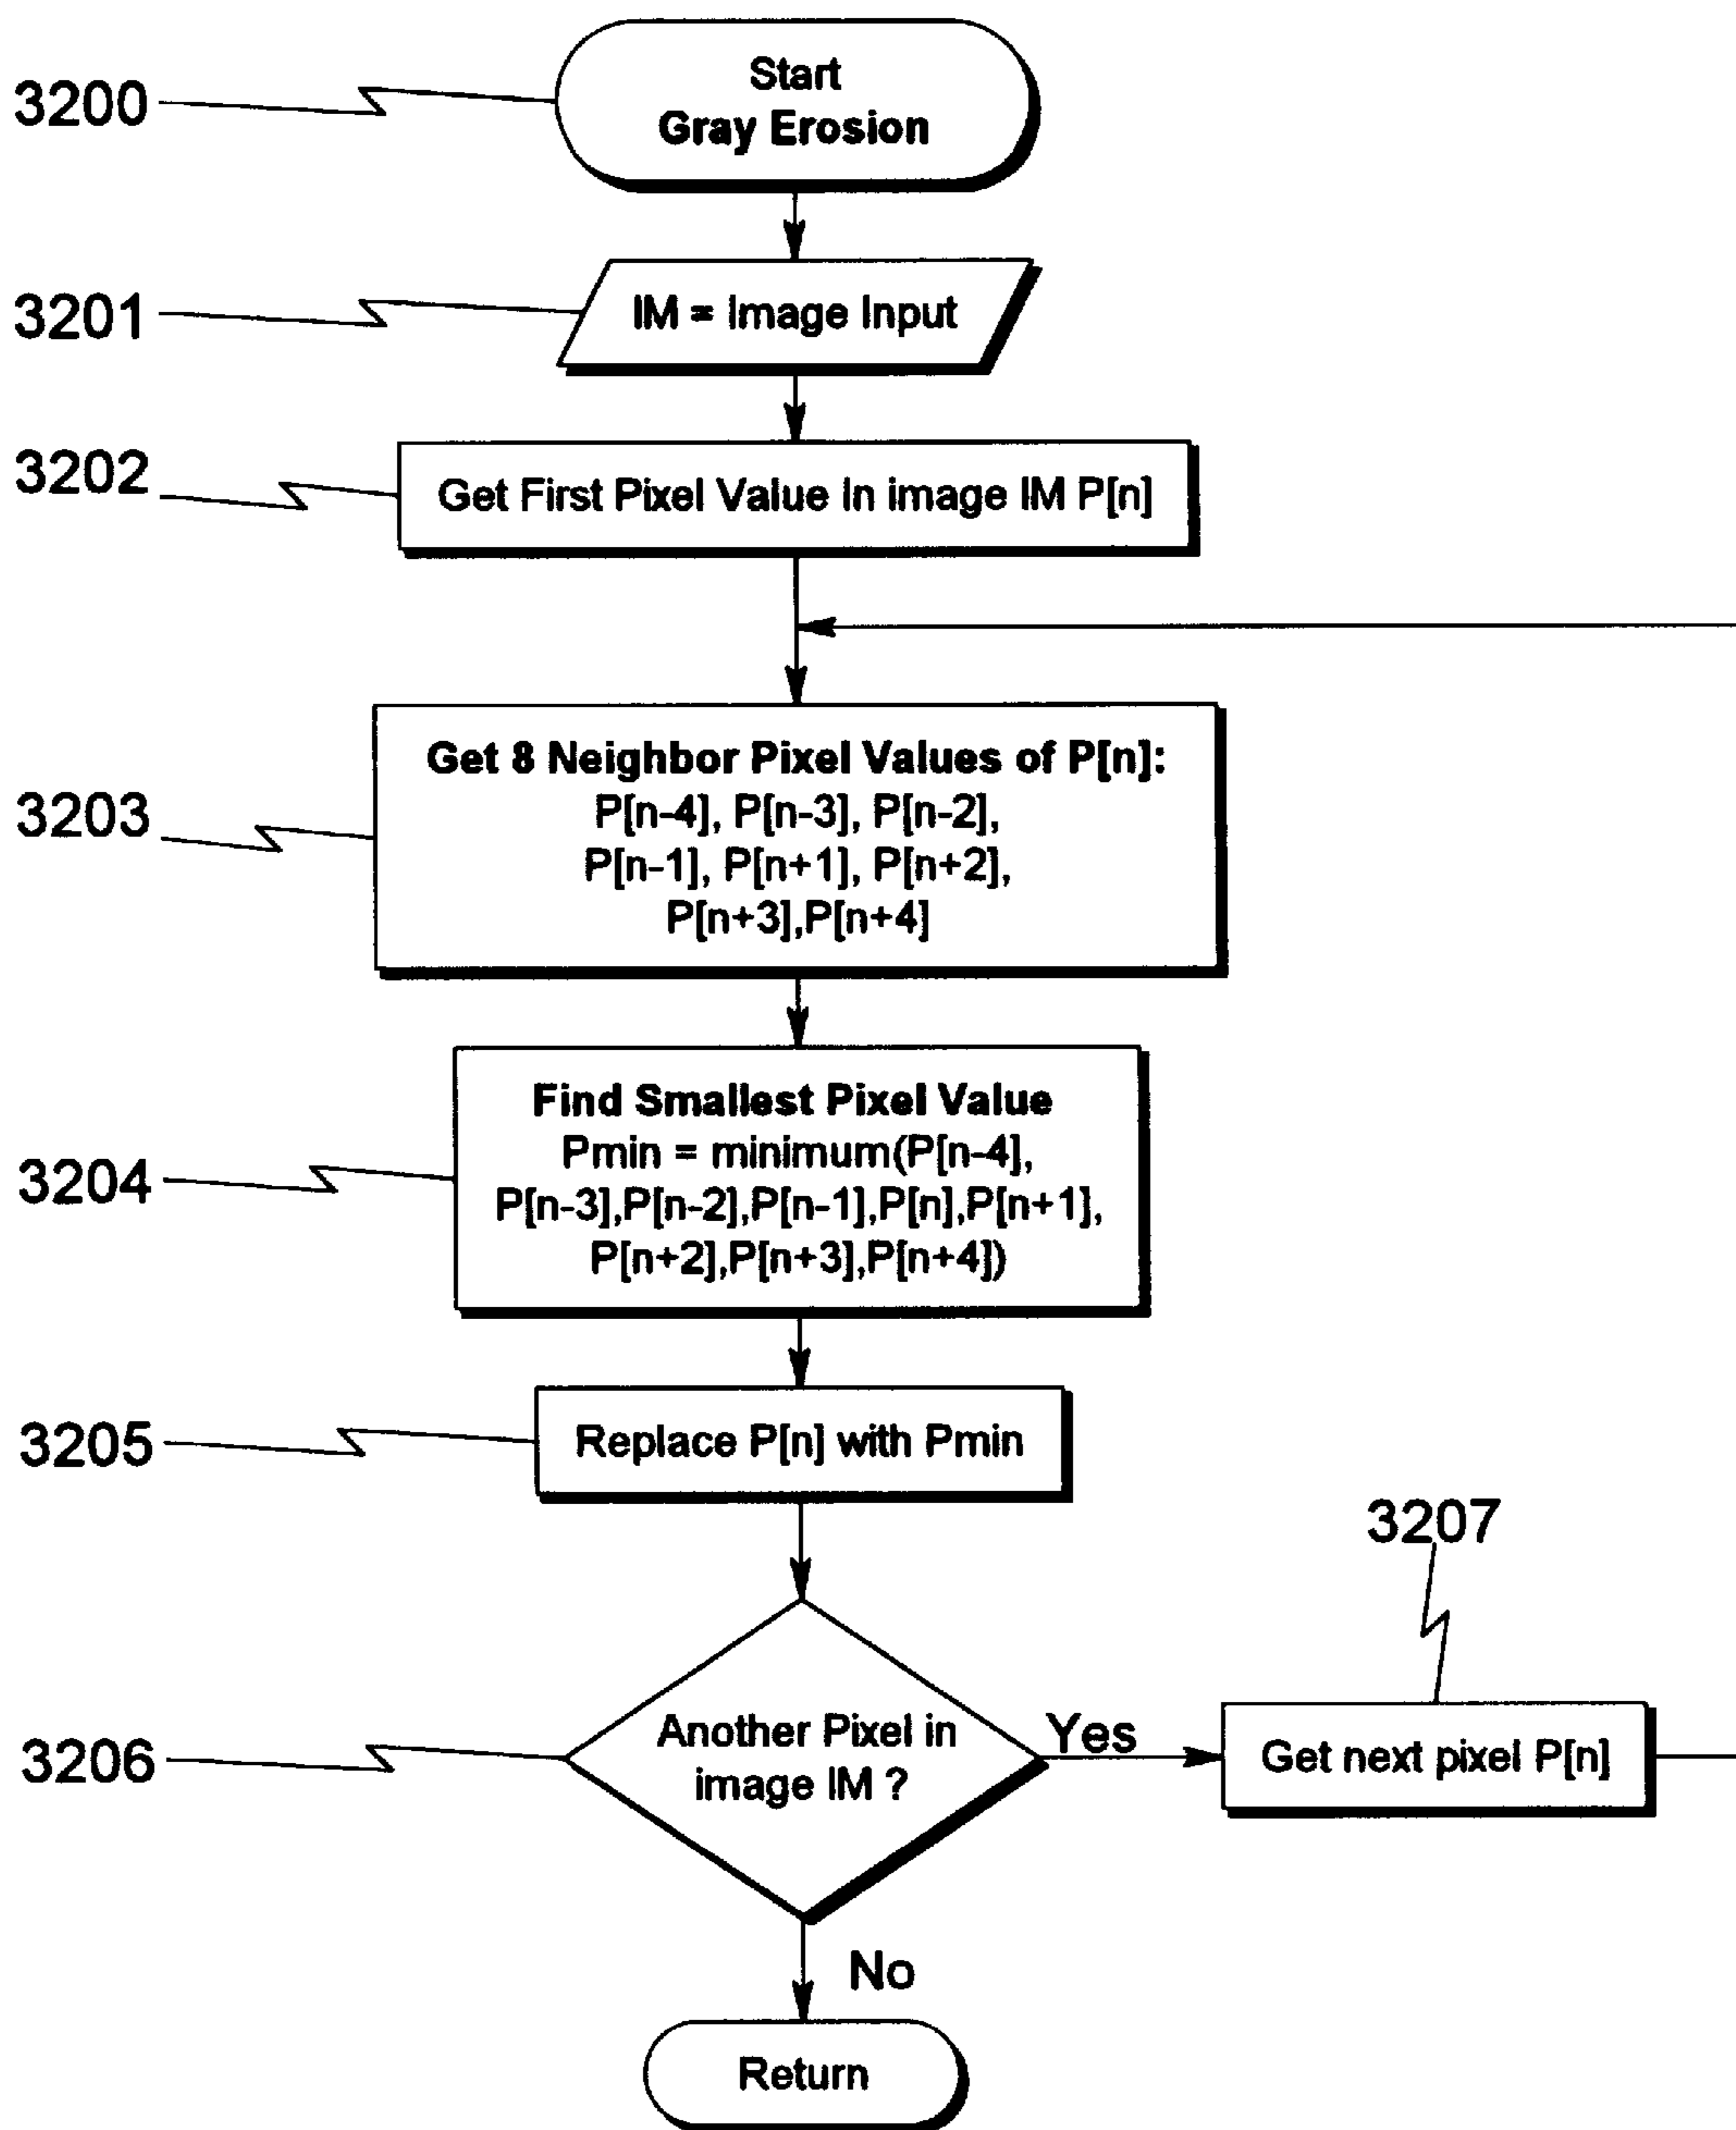 3200
Start
Gray Erosion
3201
IM = Image Input
3202
Get First Pixel Value In image IM P[n]
3203
Get 8 Neighbor Pixel Values of P[n]:
P[n-4], P[n-3], P[n-2],
P[n-1], P[n+1], P[n+2],
P[n+3],P[n+4]
3204
Find Smallest Pixel Value
Pmin = minimum(P[n-4],
P[n-3],P[n-2],P[n-1],P[n],P[n+1],
P[n+2],P[n+3],P[n+4])
3205
Replace P[n] with Pmin
3206
Another Pixel in
image IM ?
Yes
3207
Get next pixel P[n]
No
Return